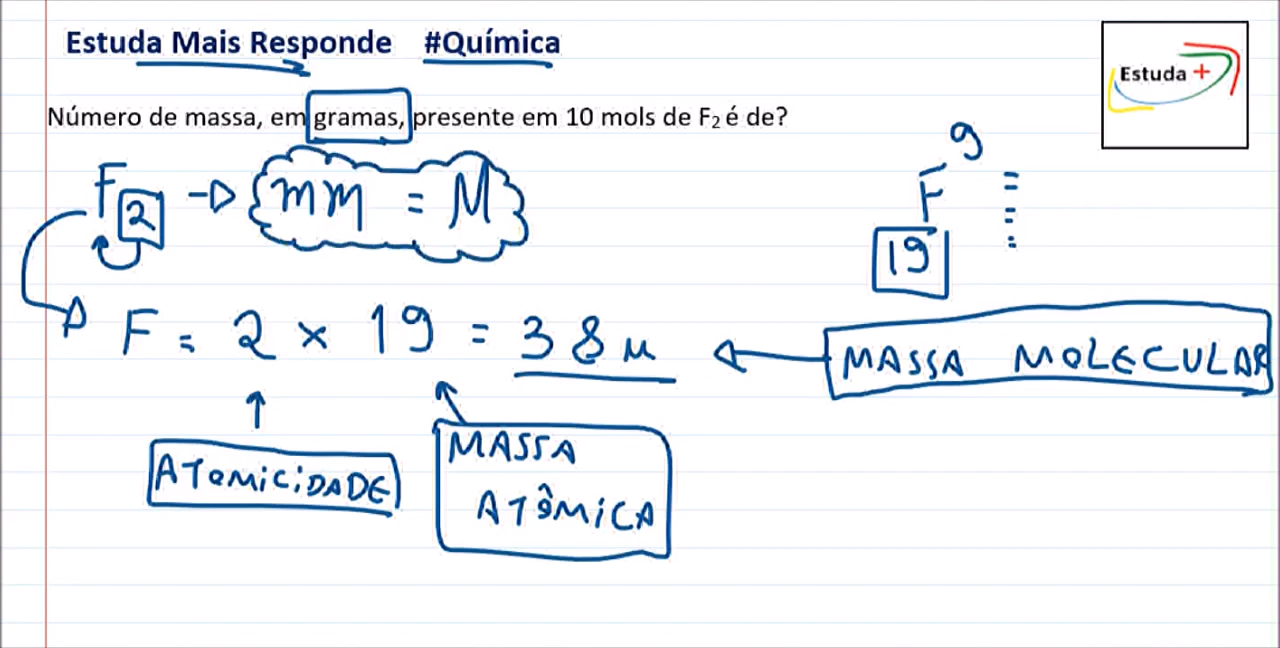 Estuda Mais Responde #Química
Estuda +
Número de massa, em gramas, presente em 10 mols de F₂ é de?
F 2 → mm = M
9
F
19
F = 2 x 19 = 38 u
MASSA MOLECULAR
ATOMICIDADE
MASSA
ATÔMICA